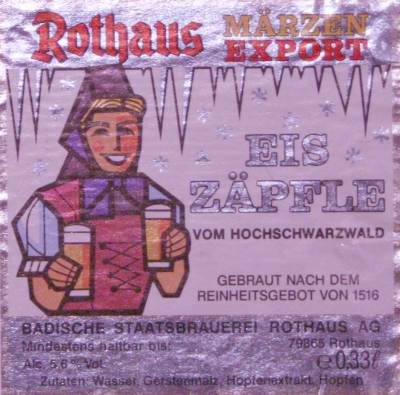 Rothaus MÄRZEN
EXPORT
EIS
ZÄPFLE
VOM HOCHSCHWARZWALD
GEBRAUT NACH DEM
REINHEITSGEBOT VON 1516
BADISCHE STAATSBRAUEREI ROTHAUS AG
Mindestens haltbar bis: 79865 Rothaus
Alc. 5,6 % Vol. e 0,33 l
Zutaten: Wasser, Gerstenmalz, Hopfenextrakt, Hopfen